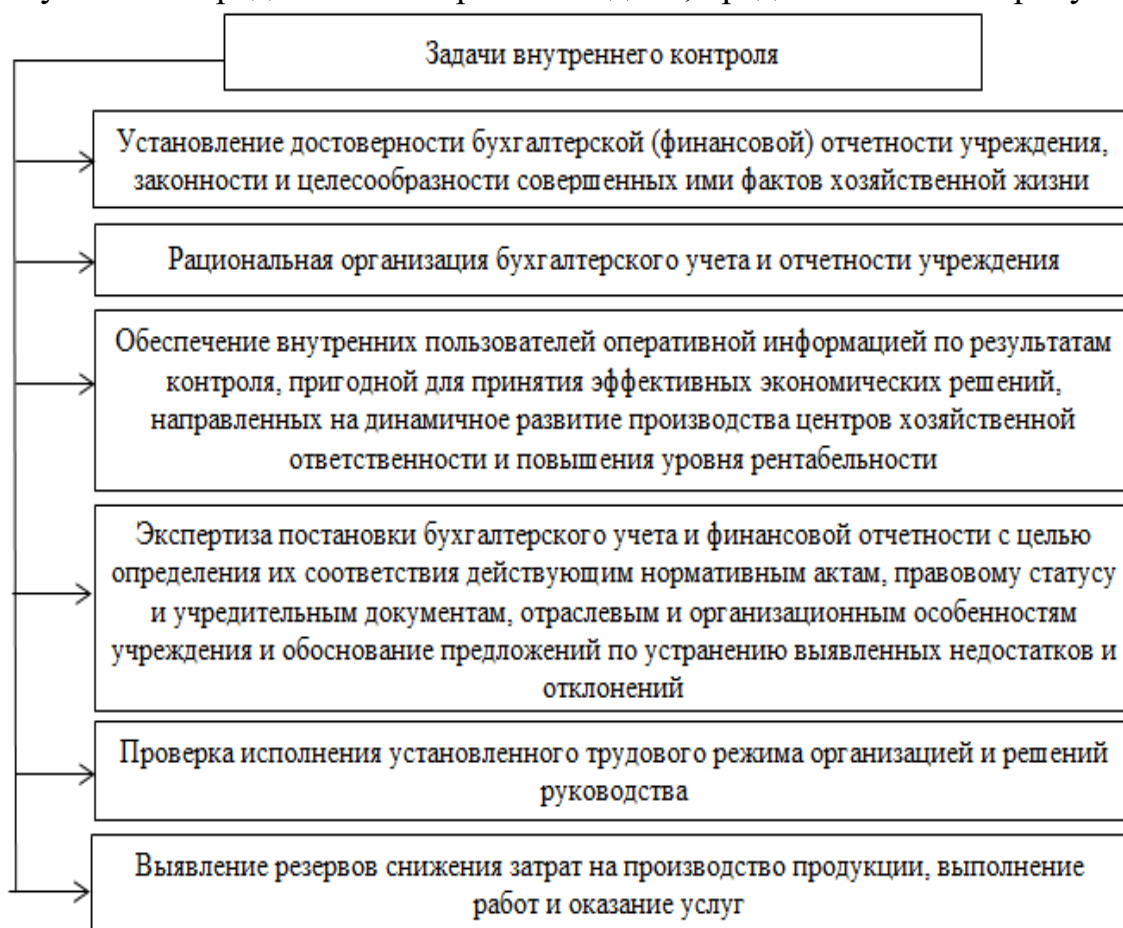 Задачи внутреннего контроля
Установление достоверности бухгалтерской (финансовой) отчетности учреждения,
законности и целесообразности совершенных ими фактов хозяйственной жизни
Рациональная организация бухгалтерского учета и отчетности учреждения
Обеспечение внутренних пользователей оперативной информацией по результатам
контроля, пригодной для принятия эффективных экономических решений,
направленных на динамичное развитие производства центров хозяйственной
ответственности и повышения уровня рентабельности
Экспертиза постановки бухгалтерского учета и финансовой отчетности с целью
определения их соответствия действующим нормативным актам, правовому статусу
и учредительным документам, отраслевым и организационным особенностям
учреждения и обоснование предложений по устранению выявленных недостатков и
отклонений
Проверка исполнения установленного трудового режима организацией и решений
руководства
Выявление резервов снижения затрат на производство продукции, выполнение
работ и оказание услуг